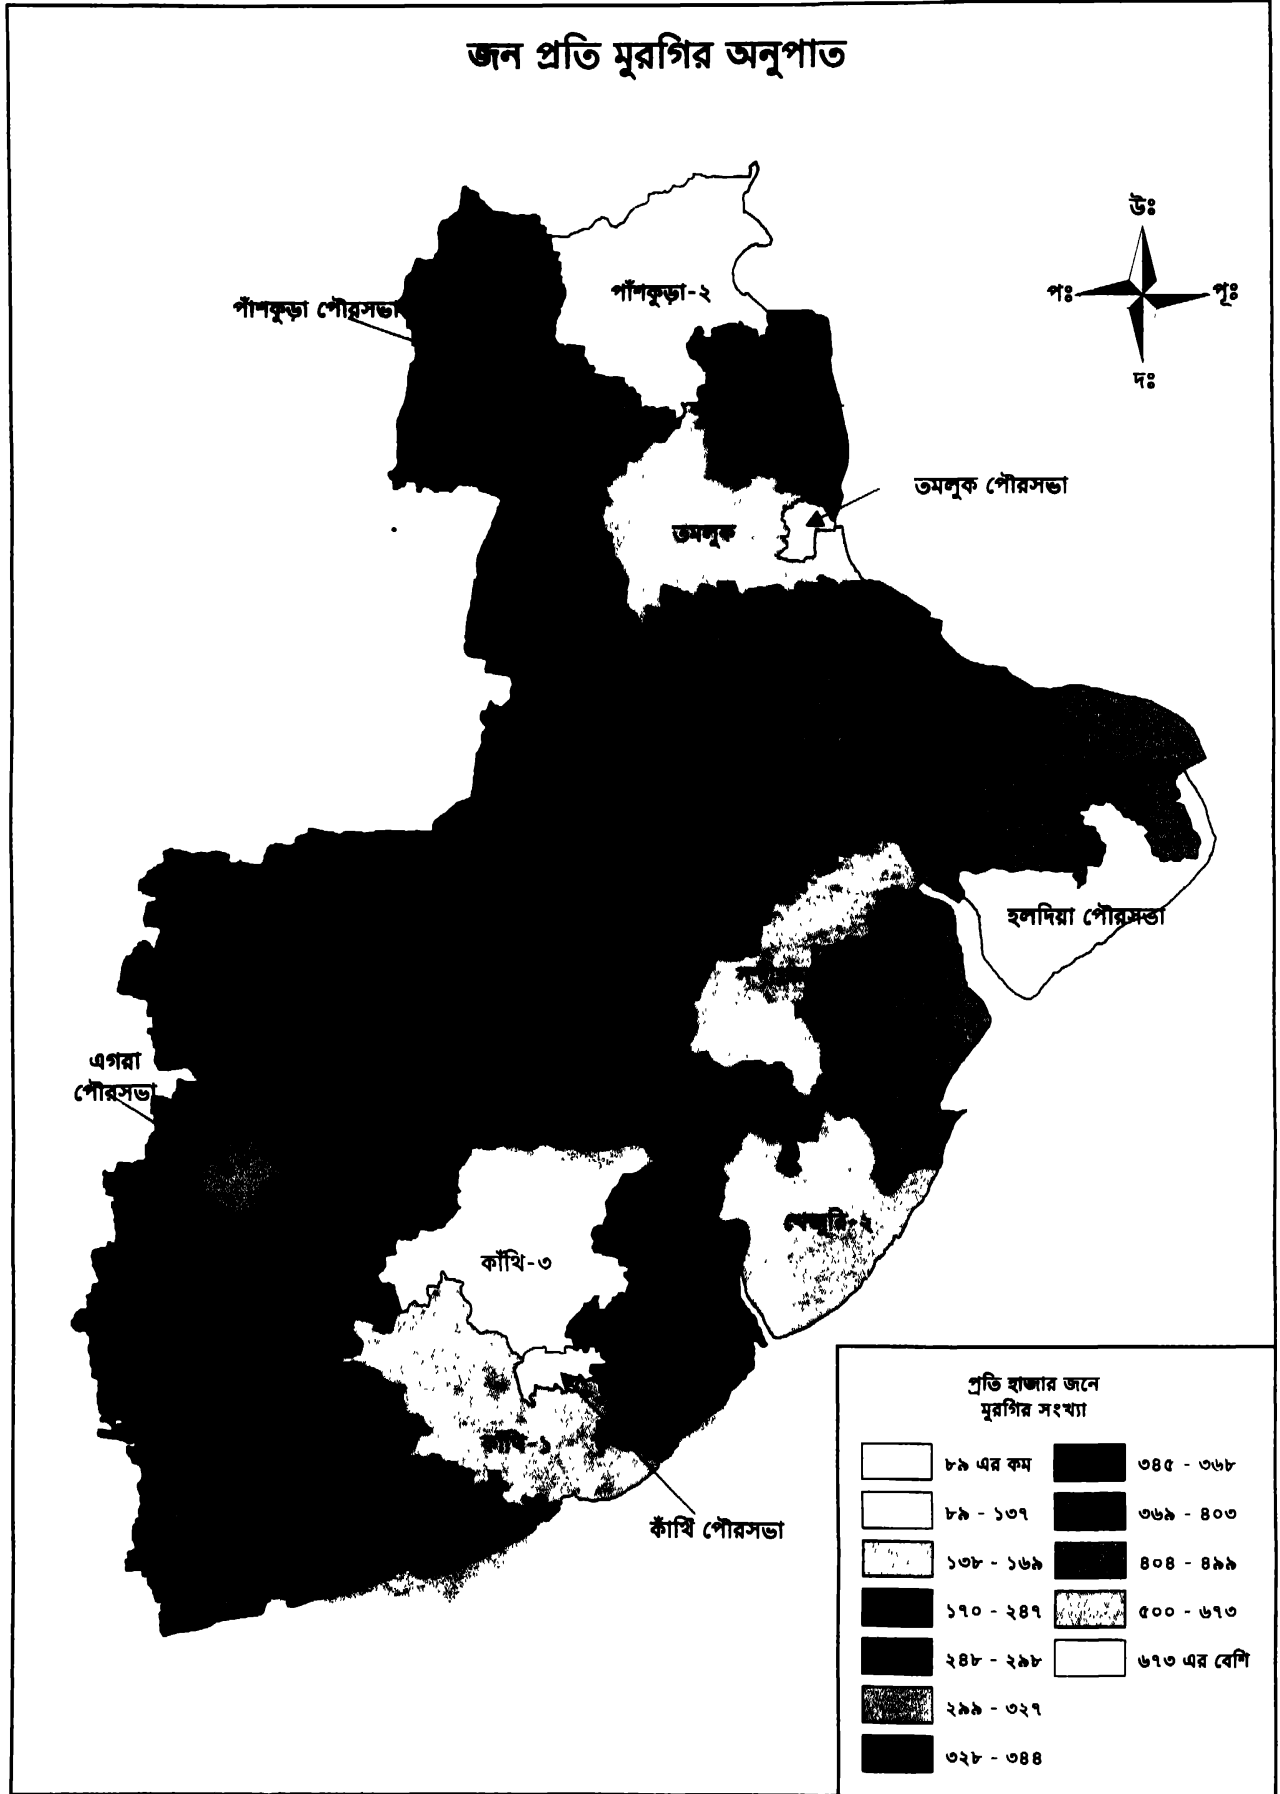 জন প্রতি মুরগির অনুপাত
উঃ
পঃ
পূঃ
দঃ
পাঁশকুড়া-২
পাঁশকুড়া পৌরসভা
তমলুক পৌরসভা
তমলুক
হলদিয়া পৌরসভা
এগরা
পৌরসভা
খেজুরি-২
কাঁথি-৩
কাঁথি-১
কাঁথি পৌরসভা
প্রতি হাজার জনে
মুরগির সংখ্যা
৮৯ এর কম
৮৯ - ১৩৭
১৩৮ - ১৬৯
১৭০ - ২৪৭
২৪৮ - ২৯৮
২৯৯ - ৩২৭
৩২৮ - ৩৪৪
৩৪৫ - ৩৬৮
৩৬৯ - ৪০৩
৪০৪ - ৪৯৯
৫০০ - ৬৭৩
৬৭৩ এর বেশি